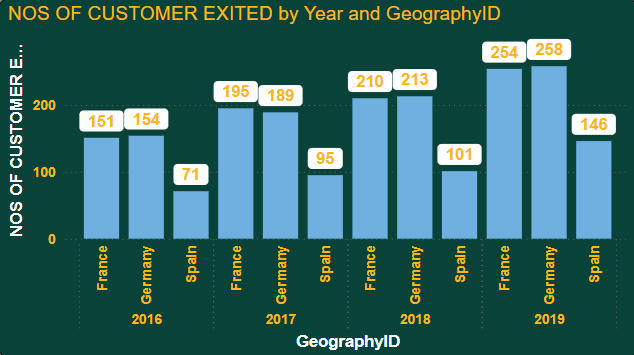 NOS OF CUSTOMER EXITED by Year and GeographyID
NOS OF CUSTOMER E...
200
100
0
151
154
71
195
189
95
210
213
101
254
258
146
France
Germany
Spain
France
Germany
Spain
France
Germany
Spain
France
Germany
Spain
2016
2017
2018
2019
GeographyID